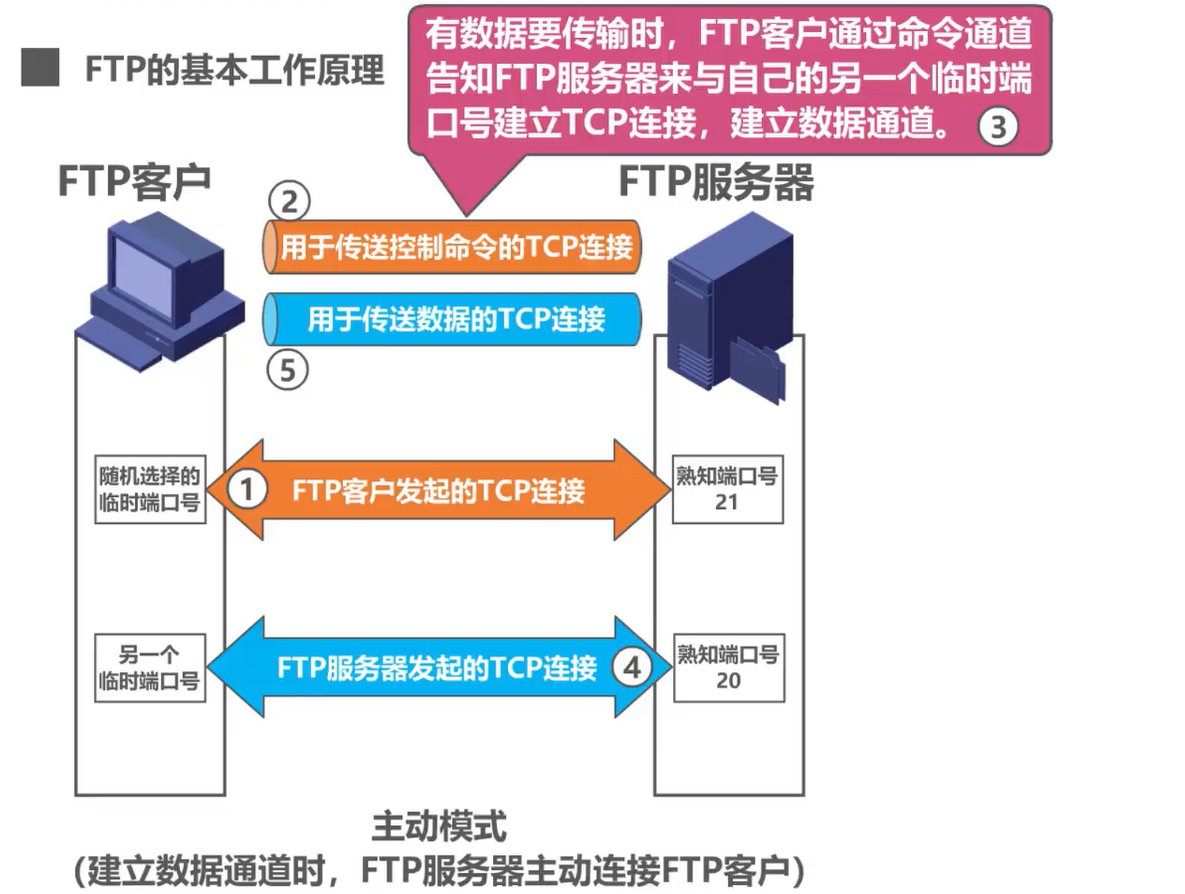 有数据要传输时，FTP客户通过命令通道
告知FTP服务器来与自己的另一个临时端
口号建立TCP连接，建立数据通道。 ③
FTP的基本工作原理
FTP客户
FTP服务器
②
用于传送控制命令的TCP连接
用于传送数据的TCP连接
⑤
随机选择的
临时端口号
①
FTP客户发起的TCP连接
熟知端口号
21
另一个
临时端口号
FTP服务器发起的TCP连接
④
熟知端口号
20
主动模式
(建立数据通道时，FTP服务器主动连接FTP客户)